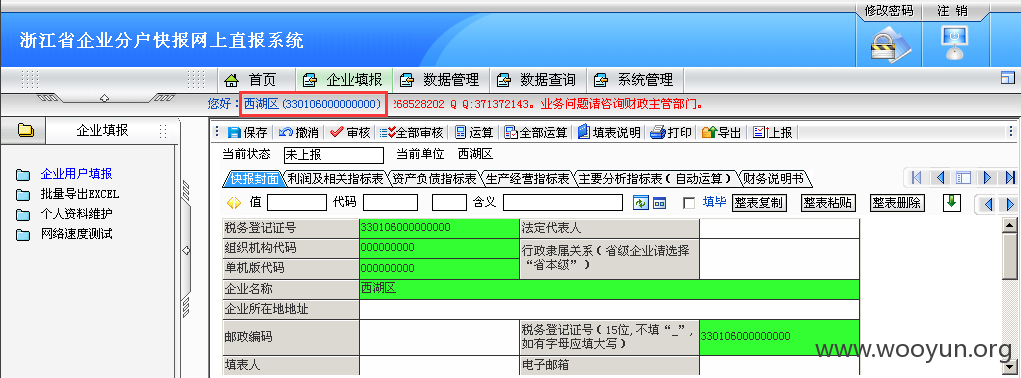 修改密码 注 销
浙江省企业分户快报网上直报系统
首页 企业填报 数据管理 数据查询 系统管理
您好：西湖区(330106000000000) 268528202 Q Q:371372143。业务问题请咨询财政主管部门。
企业填报
保存 撤消 审核 全部审核 运算 全部运算 填表说明 打印 导出 上报
当前状态 未上报 当前单位 西湖区
企业用户填报
批量导出EXCEL
个人资料维护
网络速度测试
快报封面 利润及相关指标表 资产负债指标表 生产经营指标表 主要分析指标表（自动运算） 财务说明书
值 代码 含义 填毕 整表复制 整表粘贴 整表删除
税务登记证号 330106000000000 法定代表人
组织机构代码 000000000 行政隶属关系（省级企业请选择
“省本级”）
单机版代码 000000000
企业名称 西湖区
企业所在地地址
邮政编码 税务登记证号（15位,不填“_”,
如有字母应填大写） 330106000000000
填表人 电子邮箱
www.wooyun.org